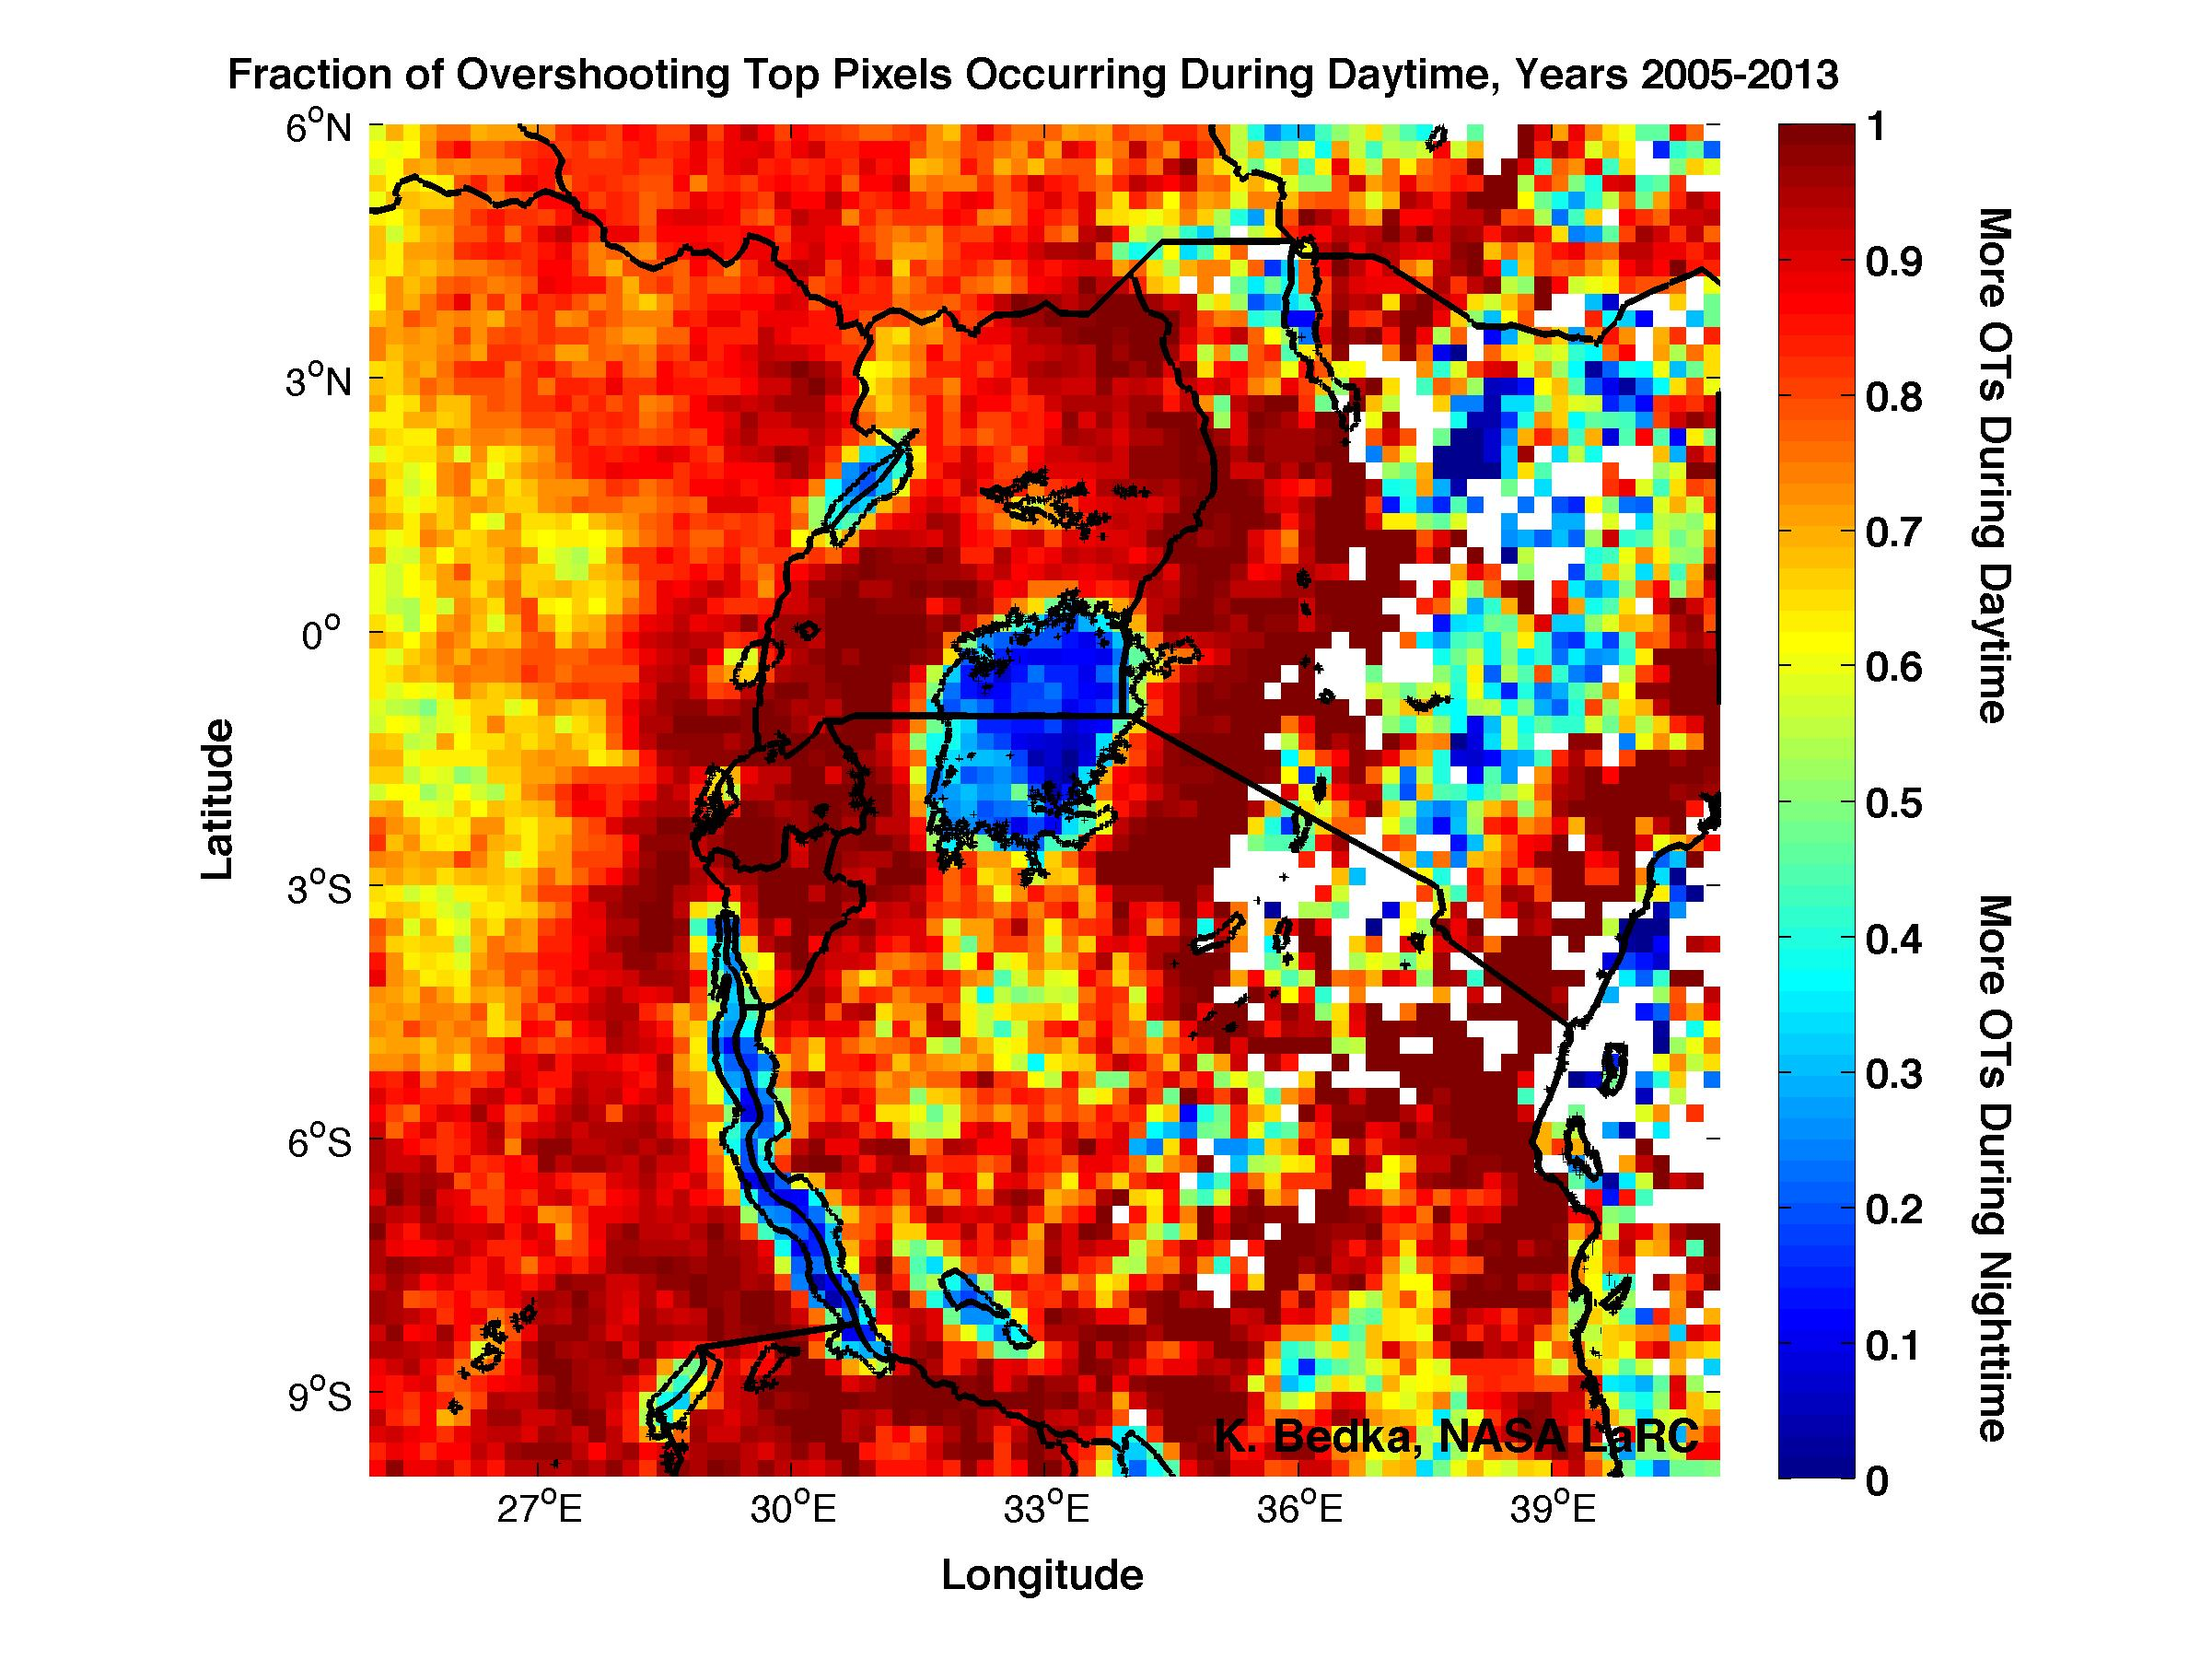 Fraction of Overshooting Top Pixels Occurring During Daytime, Years 2005-2013
6°N
3°N
0°
3°S
6°S
9°S
Latitude
27°E
30°E
33°E
36°E
39°E
Longitude
K. Bedka, NASA LaRC
1
0.9
0.8
0.7
0.6
0.5
0.4
0.3
0.2
0.1
0
More OTs During Daytime
More OTs During Nighttime